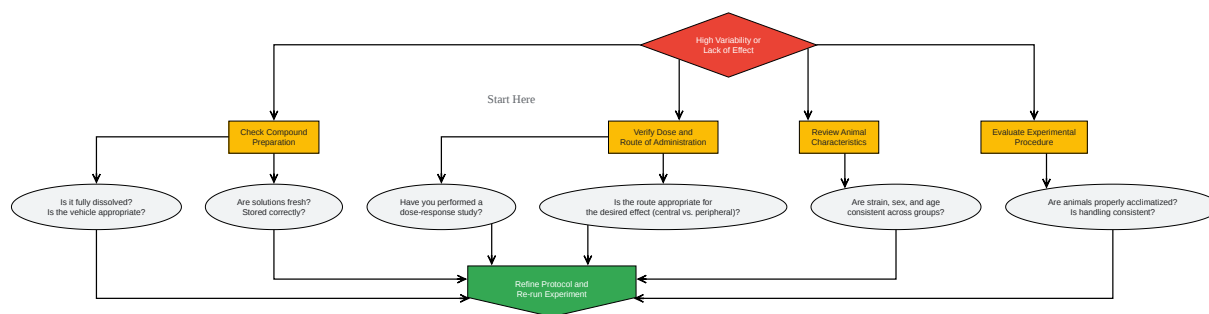 High Variability or
Lack of Effect
Start Here
Check Compound
Preparation
Verify Dose and
Route of Administration
Review Animal
Characteristics
Evaluate Experimental
Procedure
Is it fully dissolved?
Is the vehicle appropriate?
Are solutions fresh?
Stored correctly?
Have you performed a
dose-response study?
Is the route appropriate for
the desired effect (central vs. peripheral)?
Are strain, sex, and age
consistent across groups?
Are animals properly acclimatized?
Is handling consistent?
Refine Protocol and
Re-run Experiment